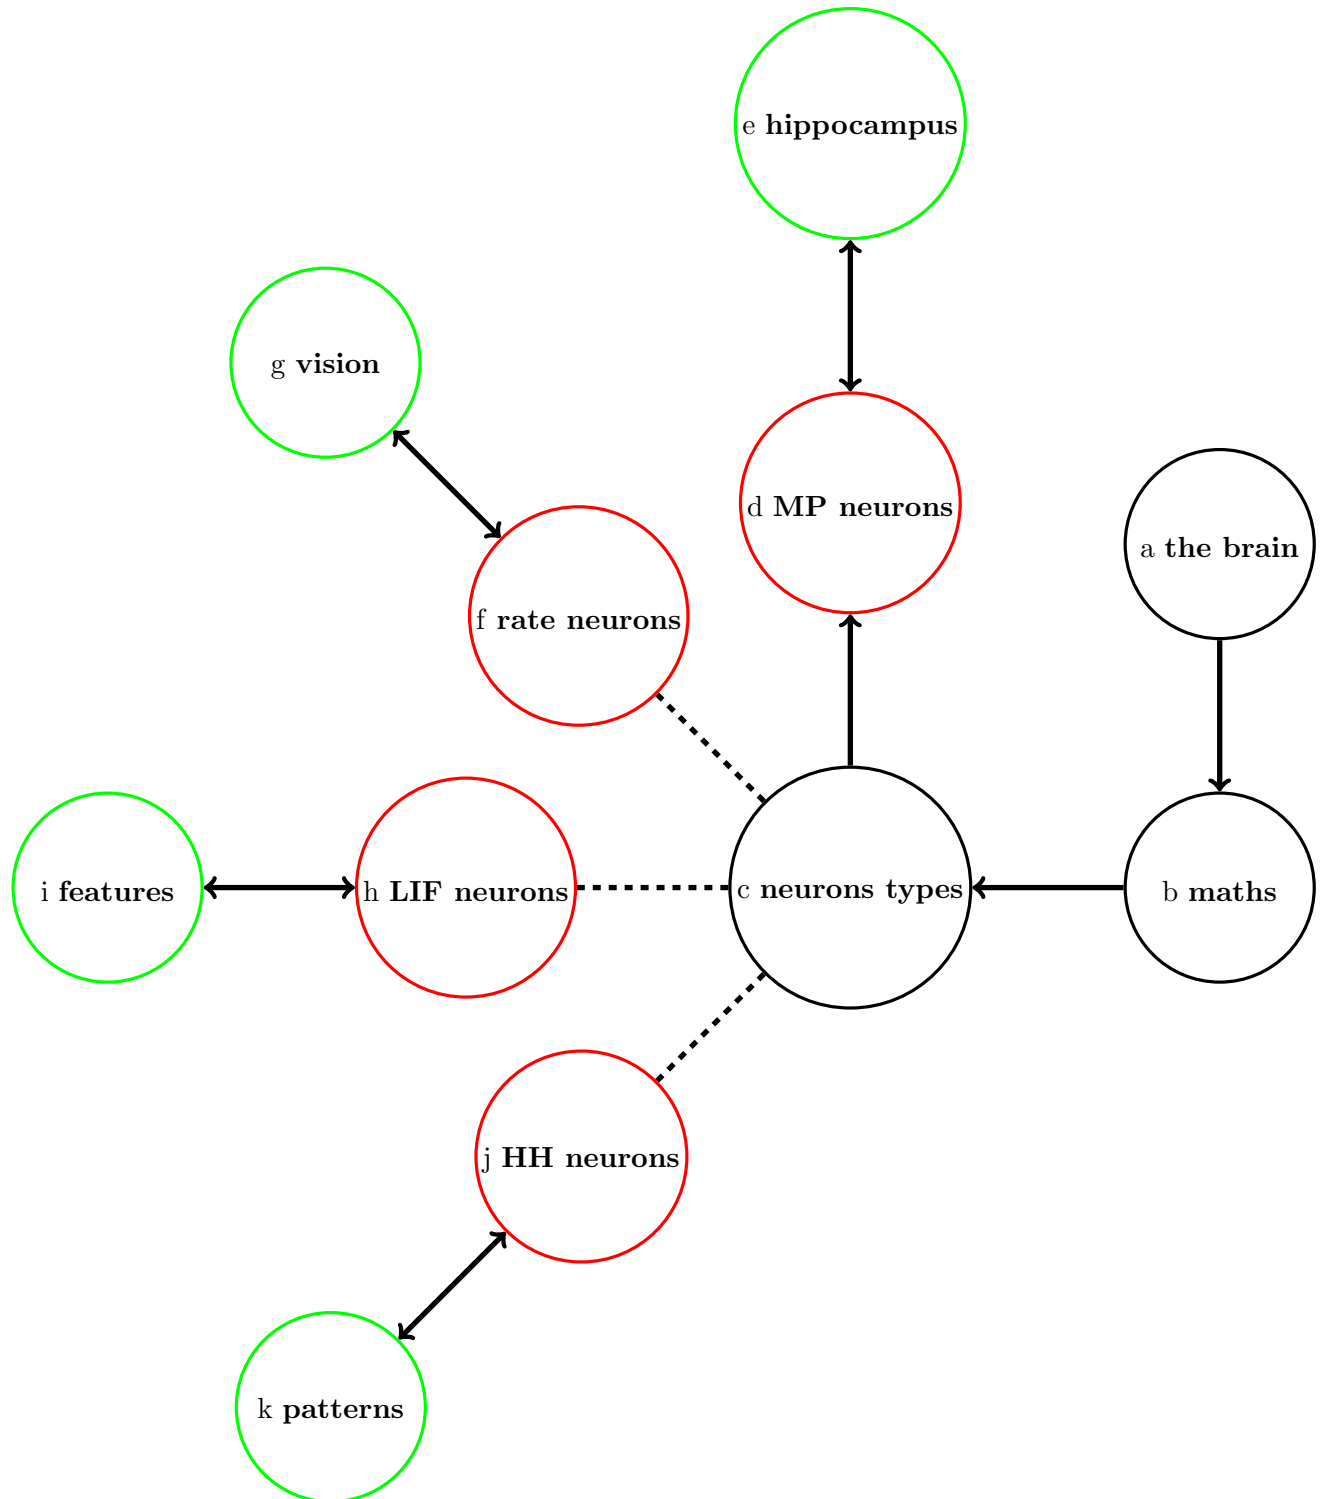 e hippocampus
g vision
d MP neurons
a the brain
f rate neurons
i features
h LIF neurons
c neurons types
b maths
j HH neurons
k patterns